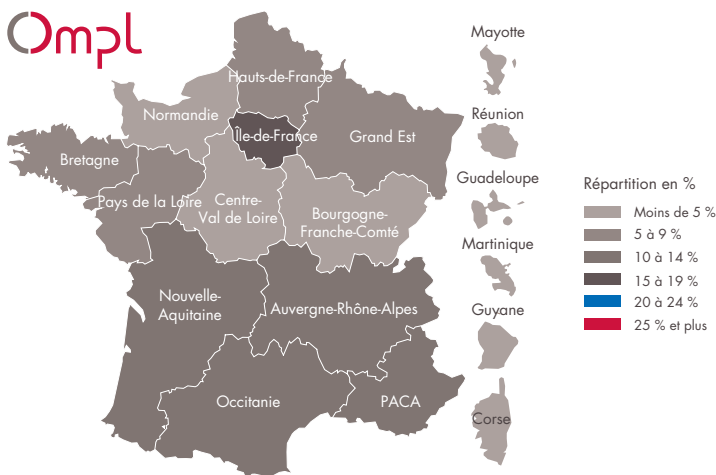 Ompl
Mayotte
Hauts-de-France
Normandie
Réunion
Île-de-France
Grand Est
Bretagne
Guadeloupe
Pays de la Loire
Centre-
Val de Loire
Bourgogne-
Franche-Comté
Martinique
Nouvelle-
Aquitaine
Auvergne-Rhône-Alpes
Guyane
Occitanie
PACA
Corse
Répartition en %
Moins de 5 %
5 à 9 %
10 à 14 %
15 à 19 %
20 à 24 %
25 % et plus